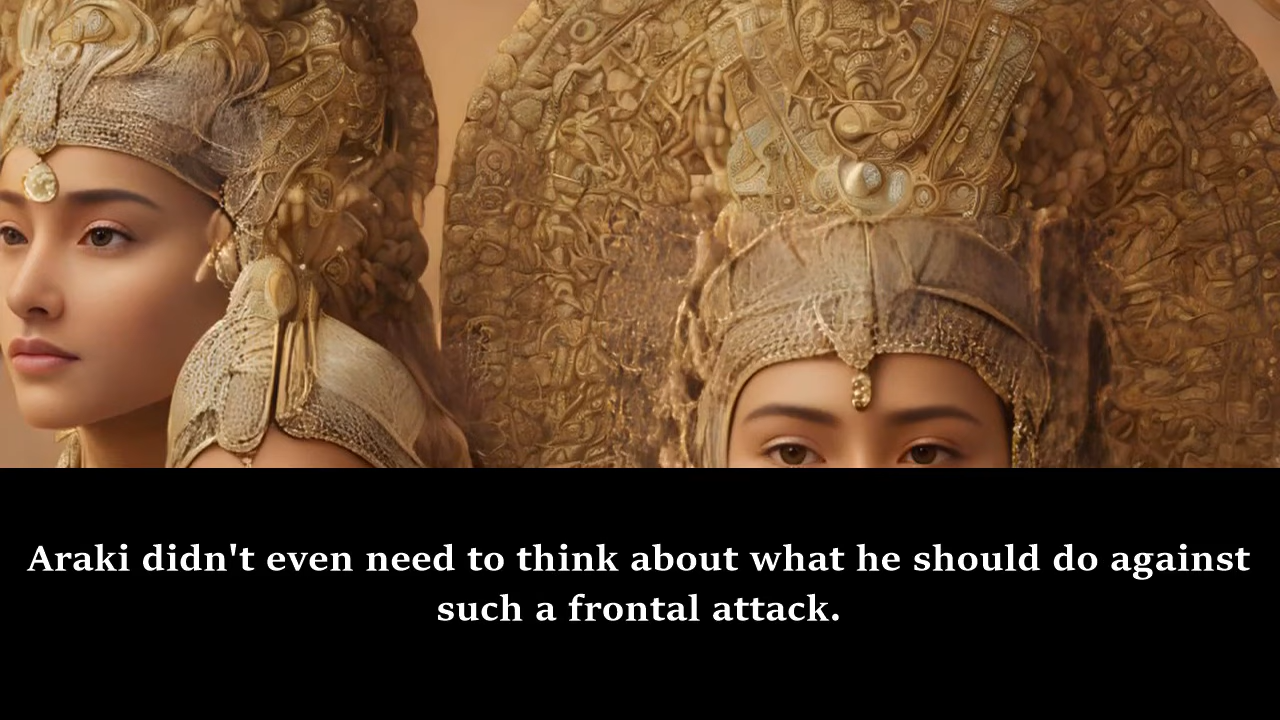 Araki didn't even need to think about what he should do against
such a frontal attack.